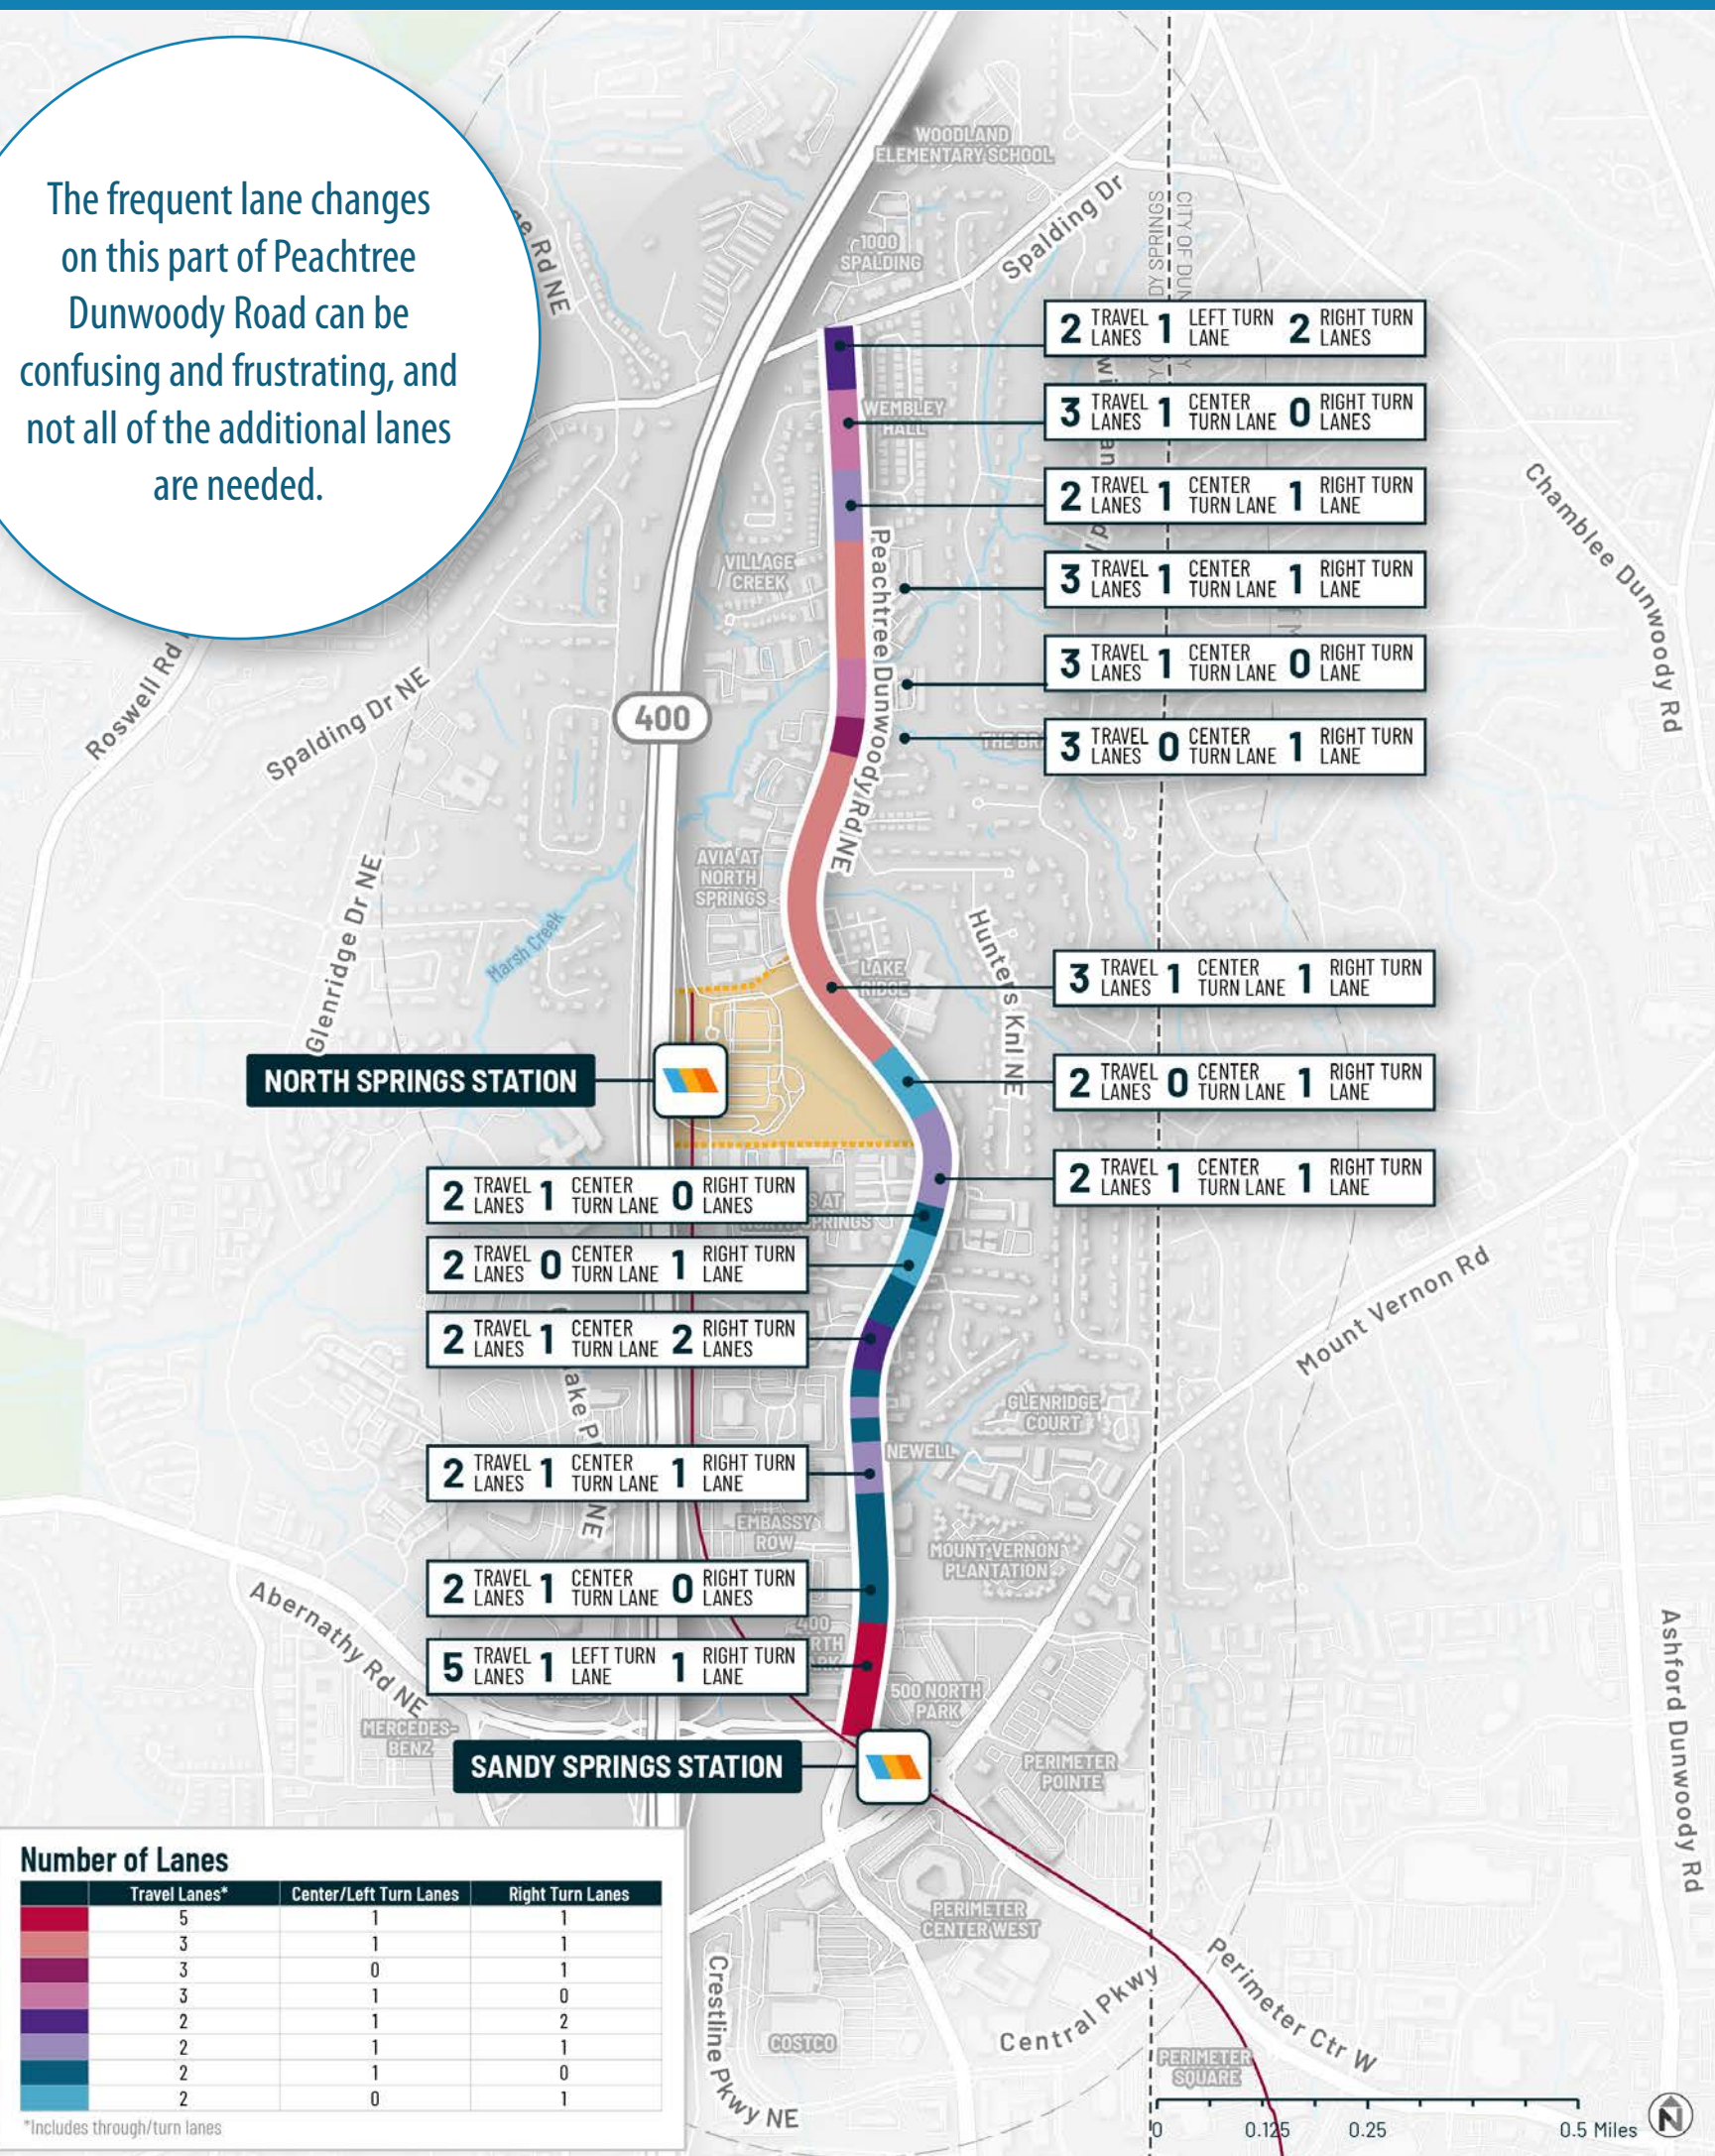 The frequent lane changes
on this part of Peachtree
Dunwoody Road can be
confusing and frustrating, and
not all of the additional lanes
are needed.
WOODLAND
ELEMENTARY SCHOOL
1000
SPALDING
Spalding Dr
Rd NE
DY SPRINGS
CITY OF DUN
2 TRAVEL LANES 1 LEFT TURN LANE 2 RIGHT TURN LANES
3 TRAVEL LANES 1 CENTER TURN LANE 0 RIGHT TURN LANES
2 TRAVEL LANES 1 CENTER TURN LANE 1 RIGHT TURN LANE
3 TRAVEL LANES 1 CENTER TURN LANE 1 RIGHT TURN LANE
3 TRAVEL LANES 1 CENTER TURN LANE 0 RIGHT TURN LANE
3 TRAVEL LANES 0 CENTER TURN LANE 1 RIGHT TURN LANE
WEMBLEY
HALL
VILLAGE
CREEK
Peachtree Dunwoody Rd NE
Chamblee Dunwoody Rd
Roswell Rd
Spalding Dr NE
400
THE BR
AVIA AT
NORTH
SPRINGS
Glenridge Dr NE
Marsh Creek
LAKE
RIDGE
Hunters Knl NE
3 TRAVEL LANES 1 CENTER TURN LANE 1 RIGHT TURN LANE
2 TRAVEL LANES 0 CENTER TURN LANE 1 RIGHT TURN LANE
2 TRAVEL LANES 1 CENTER TURN LANE 1 RIGHT TURN LANE
NORTH SPRINGS STATION
2 TRAVEL LANES 1 CENTER TURN LANE 0 RIGHT TURN LANES
2 TRAVEL LANES 0 CENTER TURN LANE 1 RIGHT TURN LANE
2 TRAVEL LANES 1 CENTER TURN LANE 2 RIGHT TURN LANES
2 TRAVEL LANES 1 CENTER TURN LANE 1 RIGHT TURN LANE
2 TRAVEL LANES 1 CENTER TURN LANE 0 RIGHT TURN LANES
5 TRAVEL LANES 1 LEFT TURN LANE 1 RIGHT TURN LANE
S AT
PRINGS
Mount Vernon Rd
GLENRIDGE
COURT
NEWELL
ake P
NE
EMBASSY
ROW
MOUNT VERNON
PLANTATION
Abernathy Rd NE
400
RTH
500 NORTH
PARK
MERCEDES-
BENZ
SANDY SPRINGS STATION
PERIMETER
POINTE
Ashford Dunwoody Rd
PERIMETER
CENTER WEST
Crestline Pkwy NE
COSTCO
Central Pkwy
Perimeter Ctr W
PERIMETER
SQUARE
Number of Lanes
Travel Lanes* Center/Left Turn Lanes Right Turn Lanes
5 1 1
3 1 1
3 0 1
3 1 0
2 1 2
2 1 1
2 1 0
2 0 1
*Includes through/turn lanes
0 0.125 0.25 0.5 Miles
N